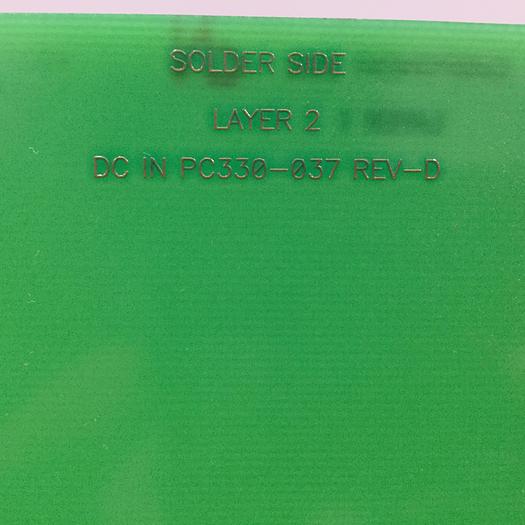 SOLDER SIDE
LAYER 2
DC IN PC330-037 REV-D